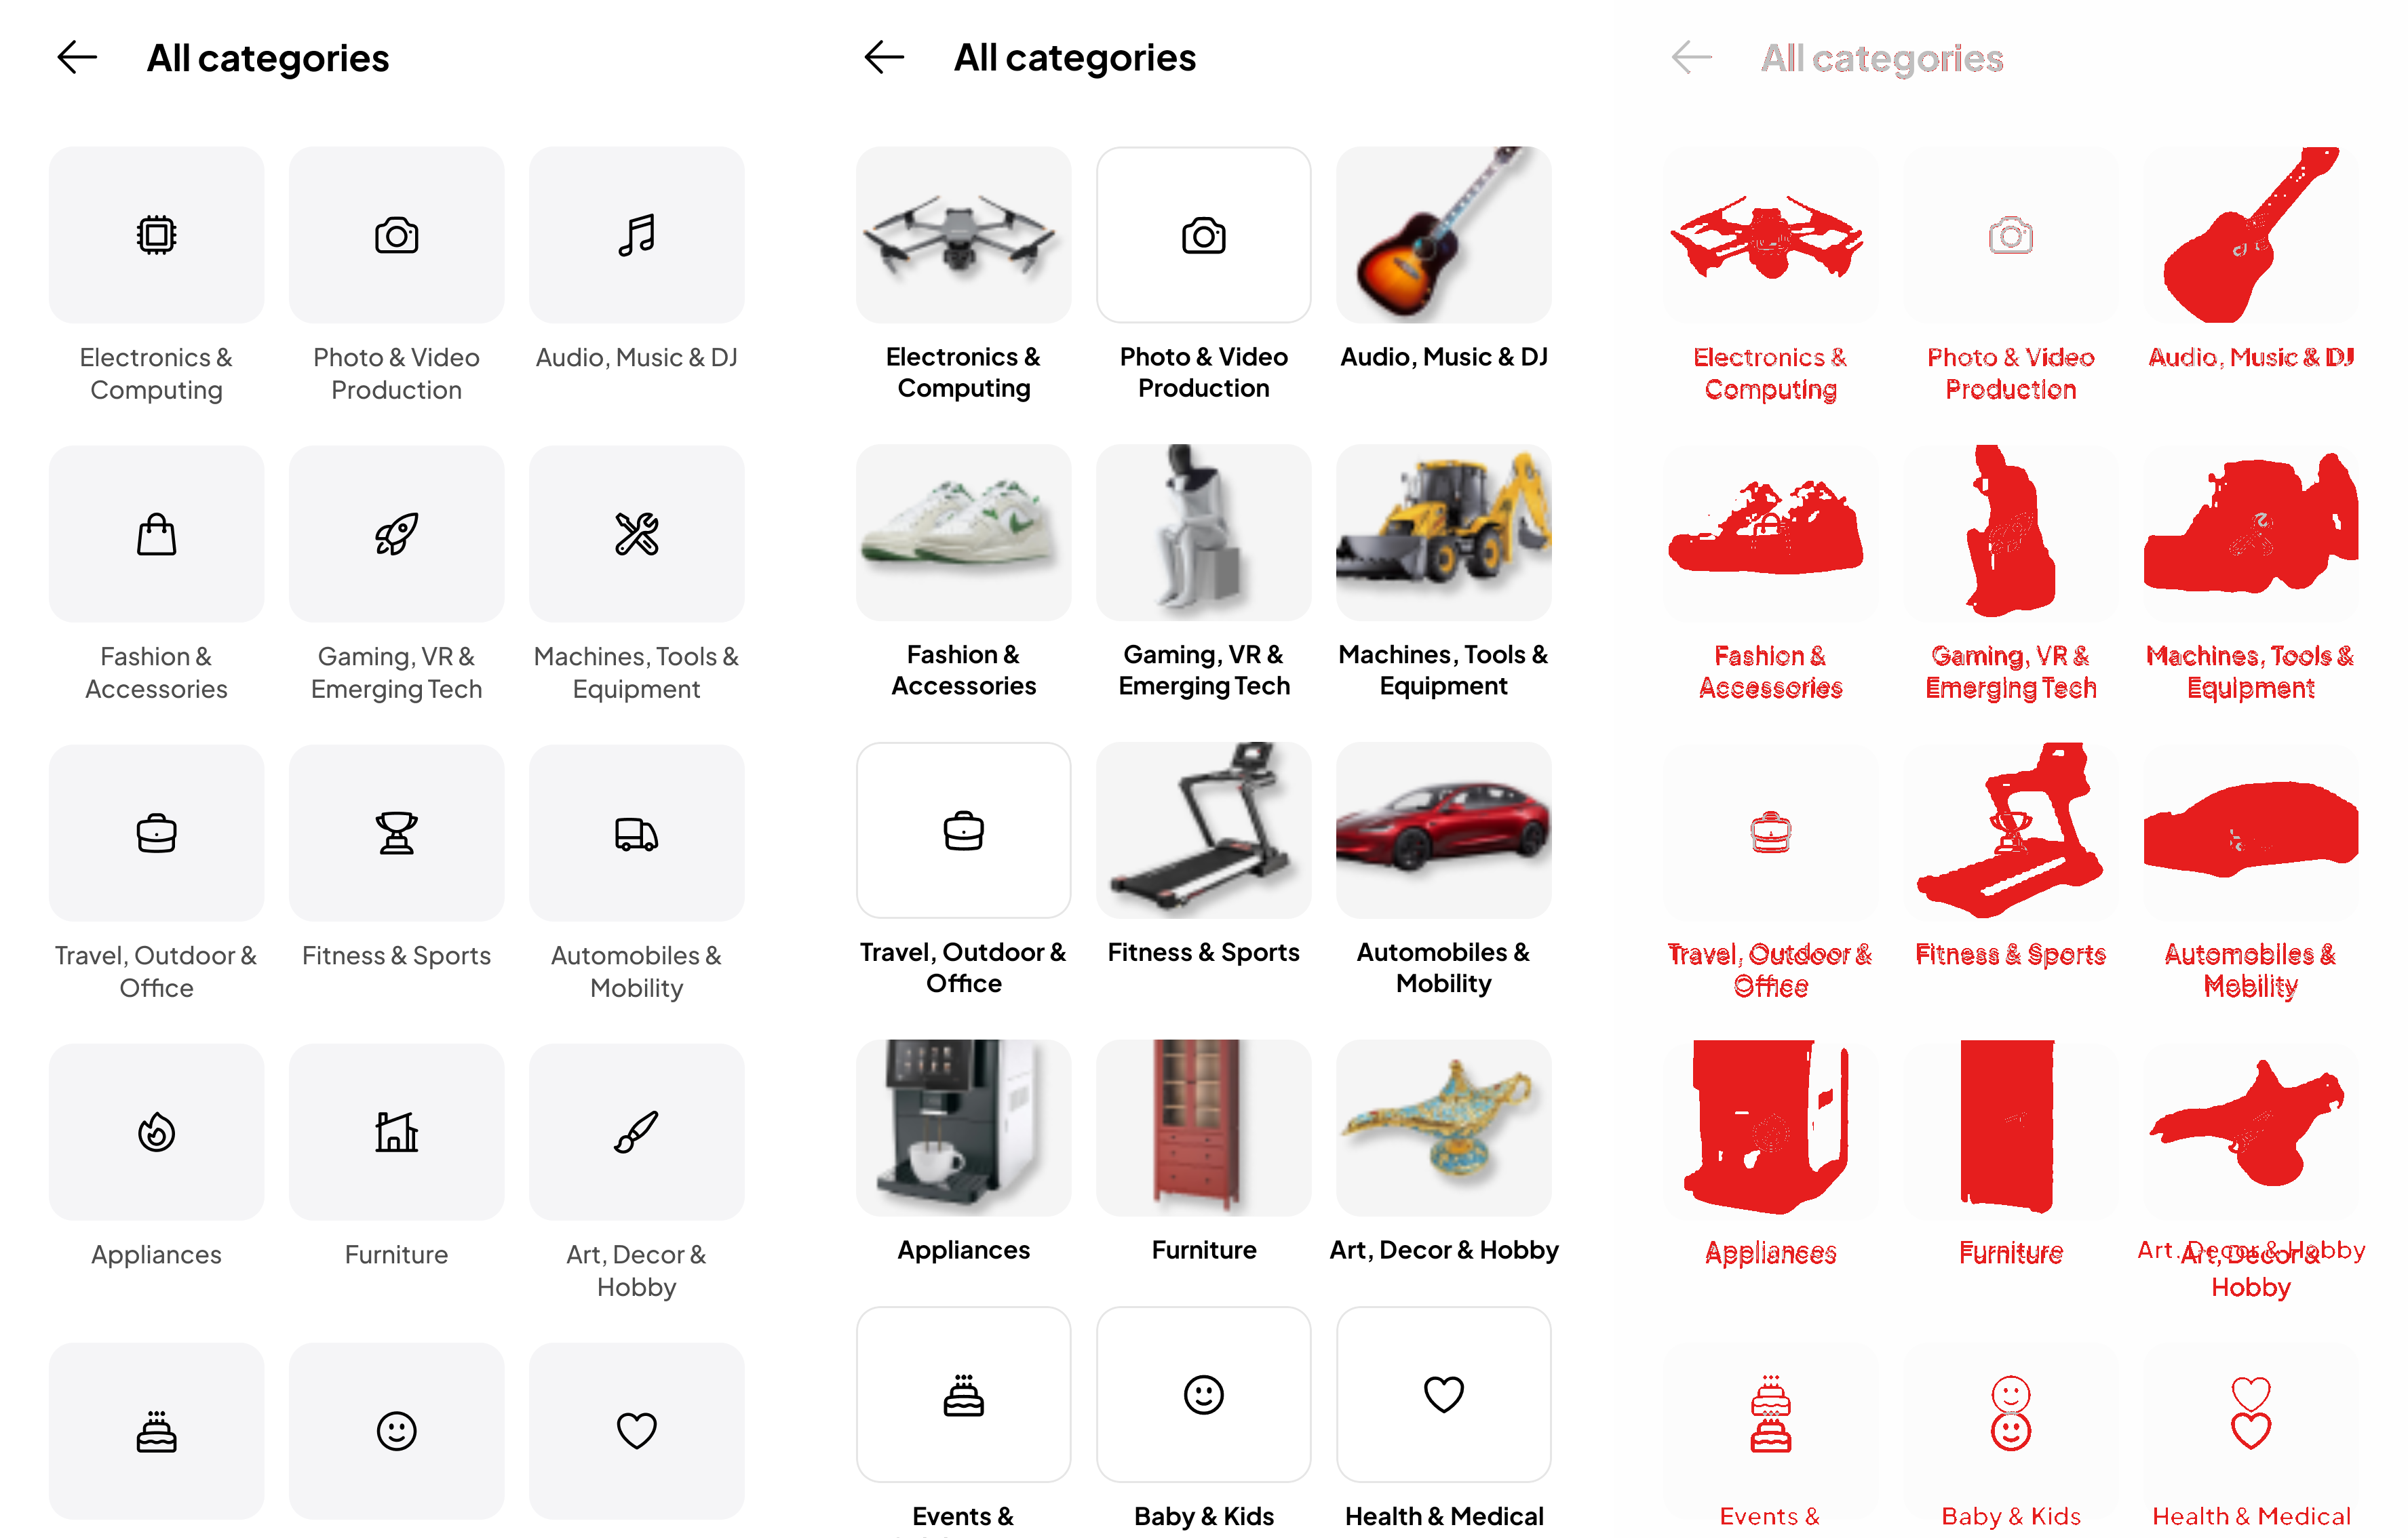 All categories
Electronics &
Computing
Photo & Video
Production
Audio, Music & DJ
Fashion &
Accessories
Gaming, VR &
Emerging Tech
Machines, Tools &
Equipment
Travel, Outdoor &
Office
Fitness & Sports
Automobiles &
Mobility
Appliances
Furniture
Art, Decor &
Hobby
All categories
Electronics &
Computing
Photo & Video
Production
Audio, Music & DJ
Fashion &
Accessories
Gaming, VR &
Emerging Tech
Machines, Tools &
Equipment
Travel, Outdoor &
Office
Fitness & Sports
Automobiles &
Mobility
Appliances
Furniture
Art, Decor & Hobby
Events &
Baby & Kids
Health & Medical
All categories
Electronics &
Computing
Photo & Video
Production
Audio, Music & DJ
Fashion &
Accessories
Gaming, VR &
Emerging Tech
Machines, Tools &
Equipment
Travel, Outdoor &
Office
Fitness & Sports
Automobiles &
Mobility
Appliances
Furniture
Art, Decor & Hobby
Art, Decor &
Hobby
Events &
Baby & Kids
Health & Medical